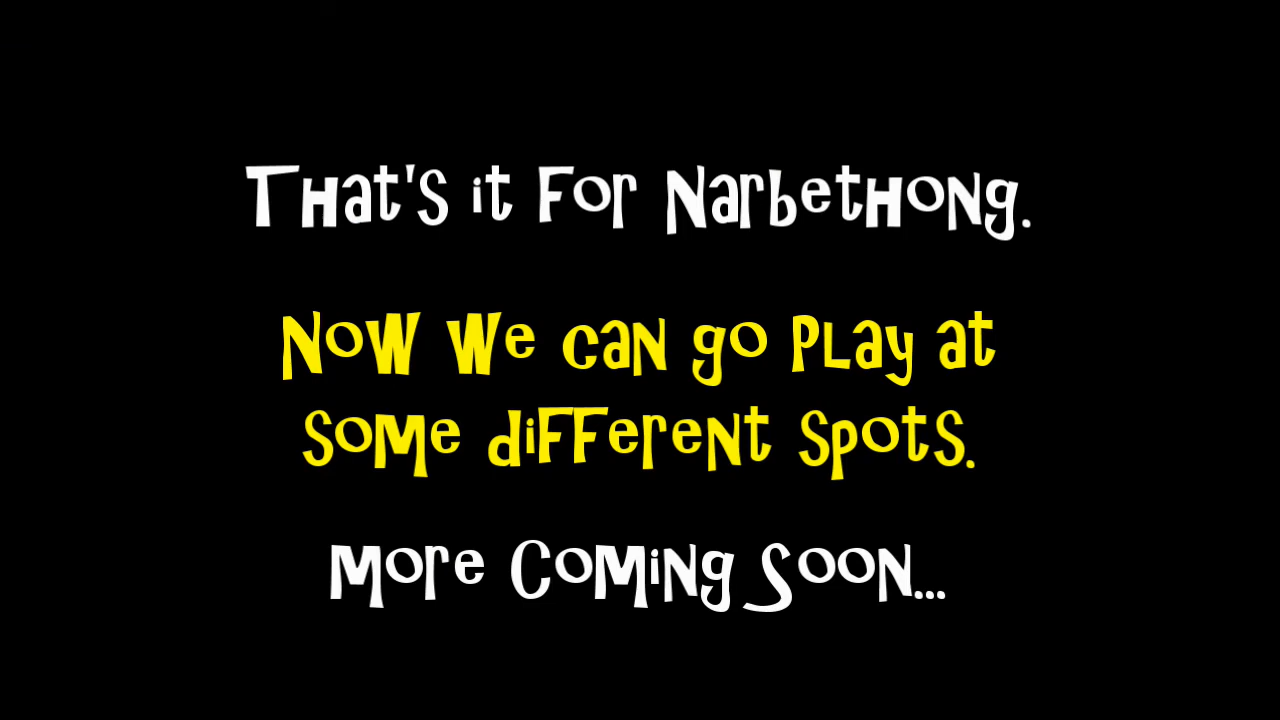 That's it for Narbethong.
Now we can go play at
some different spots.
More Coming Soon...